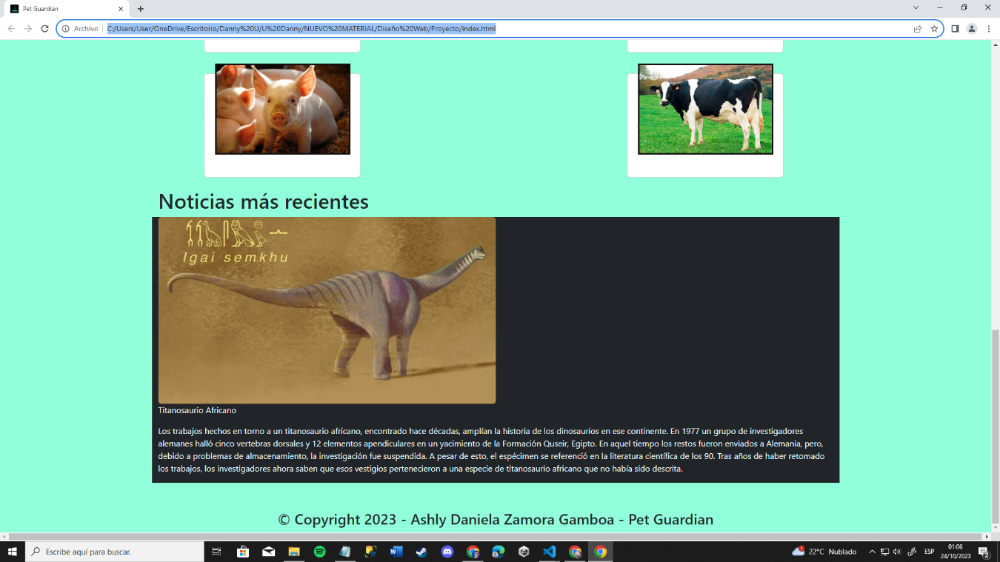 Pet Guardian
Archivo
C:/Users/User/OneDrive/Escritorio/Danny%20U/U%20Danny/NUEVO%20MATERIAL/Diseño%20Web/Proyecto/index.html
Noticias más recientes
Igai semkhu
Titanosaurio Africano
Los trabajos hechos en torno a un titanosaurio africano, encontrado hace décadas, amplían la historia de los dinosaurios en ese continente. En 1977 un grupo de investigadores
alemanes halló cinco vertebras dorsales y 12 elementos apendiculares en un yacimiento de la Formación Quseir, Egipto. En aquel tiempo los restos fueron enviados a Alemania, pero,
debido a problemas de almacenamiento, la investigación fue suspendida. A pesar de esto, el espécimen se referenció en la literatura científica de los 90. Tras años de haber retomado
los trabajos, los investigadores ahora saben que esos vestigios pertenecieron a una especie de titanosaurio africano que no había sido descrita.
© Copyright 2023 - Ashly Daniela Zamora Gamboa - Pet Guardian
Escribe aquí para buscar.
1
22°C Nublado
ESP
01:06
24/10/2023
2